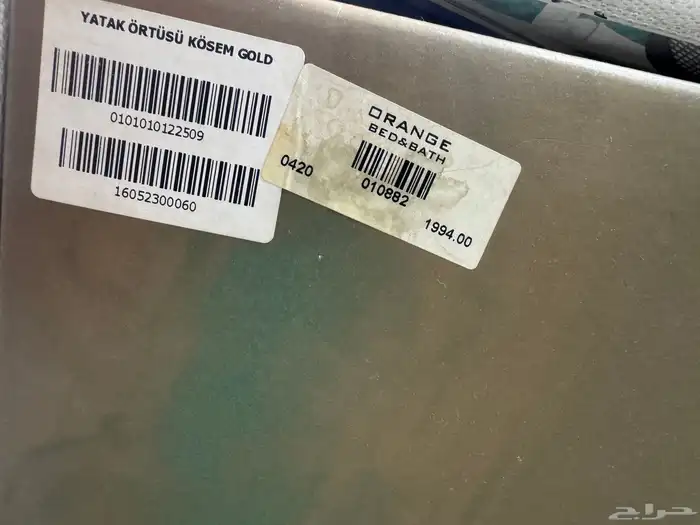 YATAK ÖRTÜSÜ KÖSEM GOLD
0101010122509
16052300060
ORANGE
BED&BATH
0420
010882
1994.00
حراج